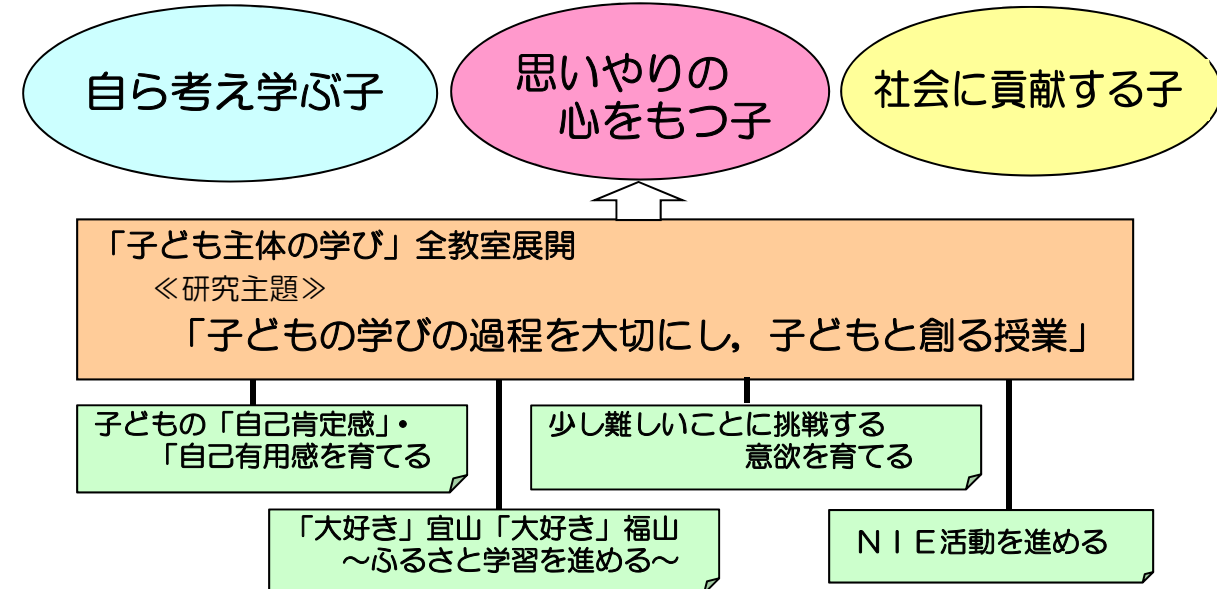 自ら考え学ぶ子
思いやりの
心をもつ子
社会に貢献する子
「子ども主体の学び」全教室展開
≪研究主題≫
「子どもの学びの過程を大切にし，子どもと創る授業」
子どもの「自己肯定感」・
「自己有用感を育てる
少し難しいことに挑戦する
意欲を育てる
「大好き」宜山「大好き」福山
～ふるさと学習を進める～
ＮＩＥ活動を進める